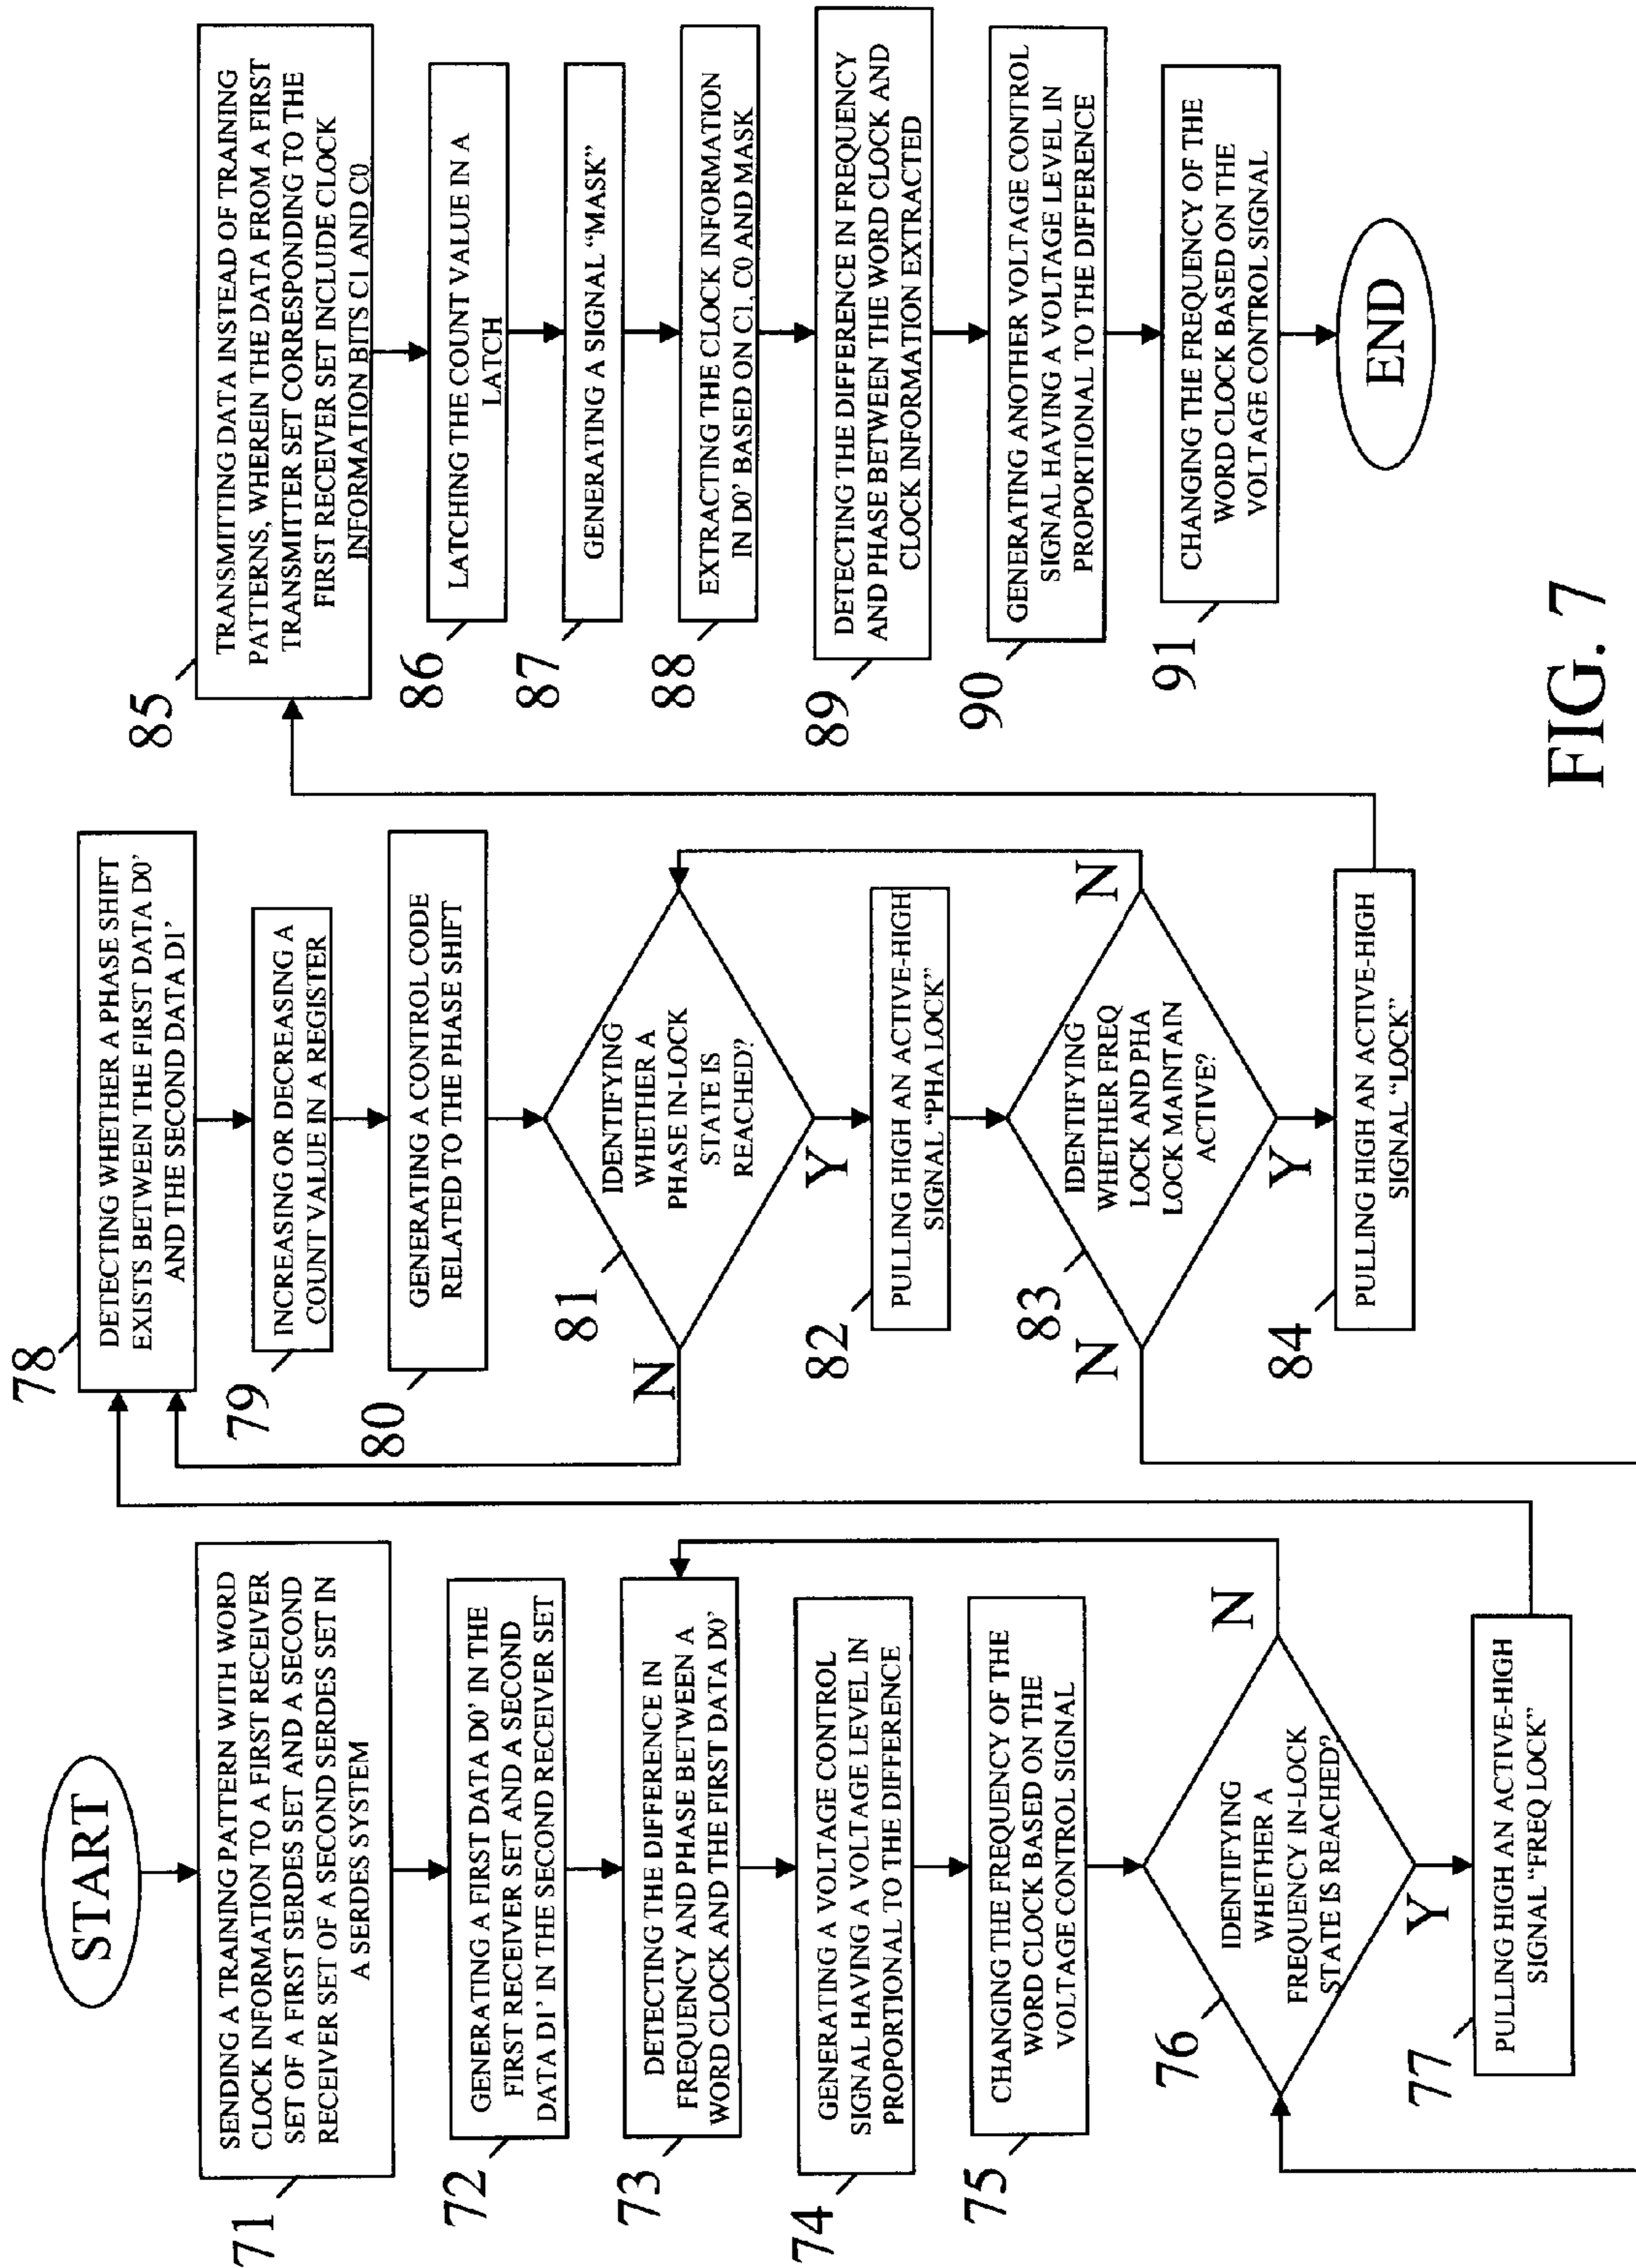 START
71
SENDING A TRAINING PATTERN WITH WORD
CLOCK INFORMATION TO A FIRST RECEIVER
SET OF A FIRST SERDES SET AND A SECOND
RECEIVER SET OF A SECOND SERDES SET IN
A SERDES SYSTEM
72
GENERATING A FIRST DATA D0' IN THE
FIRST RECEIVER SET AND A SECOND
DATA D1' IN THE SECOND RECEIVER SET
73
DETECTING THE DIFFERENCE IN
FREQUENCY AND PHASE BETWEEN A
WORD CLOCK AND THE FIRST DATA D0'
74
GENERATING A VOLTAGE CONTROL
SIGNAL HAVING A VOLTAGE LEVEL IN
PROPORTIONAL TO THE DIFFERENCE
75
CHANGING THE FREQUENCY OF THE
WORD CLOCK BASED ON THE
VOLTAGE CONTROL SIGNAL
76
IDENTIFYING
WHETHER A
FREQUENCY IN-LOCK
STATE IS REACHED?
N
Y
77
PULLING HIGH AN ACTIVE-HIGH
SIGNAL "FREQ LOCK"
78
DETECTING WHETHER A PHASE SHIFT
EXISTS BETWEEN THE FIRST DATA D0'
AND THE SECOND DATA D1'
79
INCREASING OR DECREASING A
COUNT VALUE IN A REGISTER
80
GENERATING A CONTROL CODE
RELATED TO THE PHASE SHIFT
81
IDENTIFYING
WHETHER A
PHASE IN-LOCK
STATE IS
REACHED?
N
Y
82
PULLING HIGH AN ACTIVE-HIGH
SIGNAL "PHA LOCK"
83
IDENTIFYING
WHETHER FREQ
LOCK AND PHA
LOCK MAINTAIN
ACTIVE?
N
N
Y
84
PULLING HIGH AN ACTIVE-HIGH
SIGNAL "LOCK"
85
TRANSMITTING DATA INSTEAD OF TRAINING
PATTERNS, WHEREIN THE DATA FROM A FIRST
TRANSMITTER SET CORRESPONDING TO THE
FIRST RECEIVER SET INCLUDE CLOCK
INFORMATION BITS C1 AND C0
86
LATCHING THE COUNT VALUE IN A
LATCH
87
GENERATING A SIGNAL "MASK"
88
EXTRACTING THE CLOCK INFORMATION
IN D0' BASED ON C1, C0 AND MASK
89
DETECTING THE DIFFERENCE IN FREQUENCY
AND PHASE BETWEEN THE WORD CLOCK AND
CLOCK INFORMATION EXTRACTED
90
GENERATING ANOTHER VOLTAGE CONTROL
SIGNAL HAVING A VOLTAGE LEVEL IN
PROPORTIONAL TO THE DIFFERENCE
91
CHANGING THE FREQUENCY OF THE
WORD CLOCK BASED ON THE
VOLTAGE CONTROL SIGNAL
END
FIG. 7